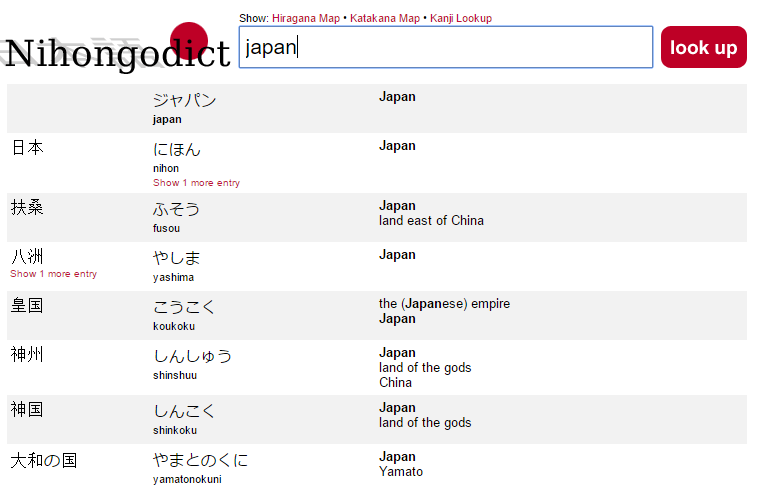 Show: Hiragana Map • Katakana Map • Kanji Lookup
Nihongodict
japan
look up
ジャパン
japan
Japan
日本
にほん
nihon
Show 1 more entry
Japan
扶桑
ふそう
fusou
Japan
land east of China
八洲
Show 1 more entry
やしま
yashima
Japan
皇国
こうこく
koukoku
the (Japanese) empire
Japan
神州
しんしゅう
shinshuu
Japan
land of the gods
China
神国
しんこく
shinkoku
Japan
land of the gods
大和の国
やまとのくに
yamatonokuni
Japan
Yamato